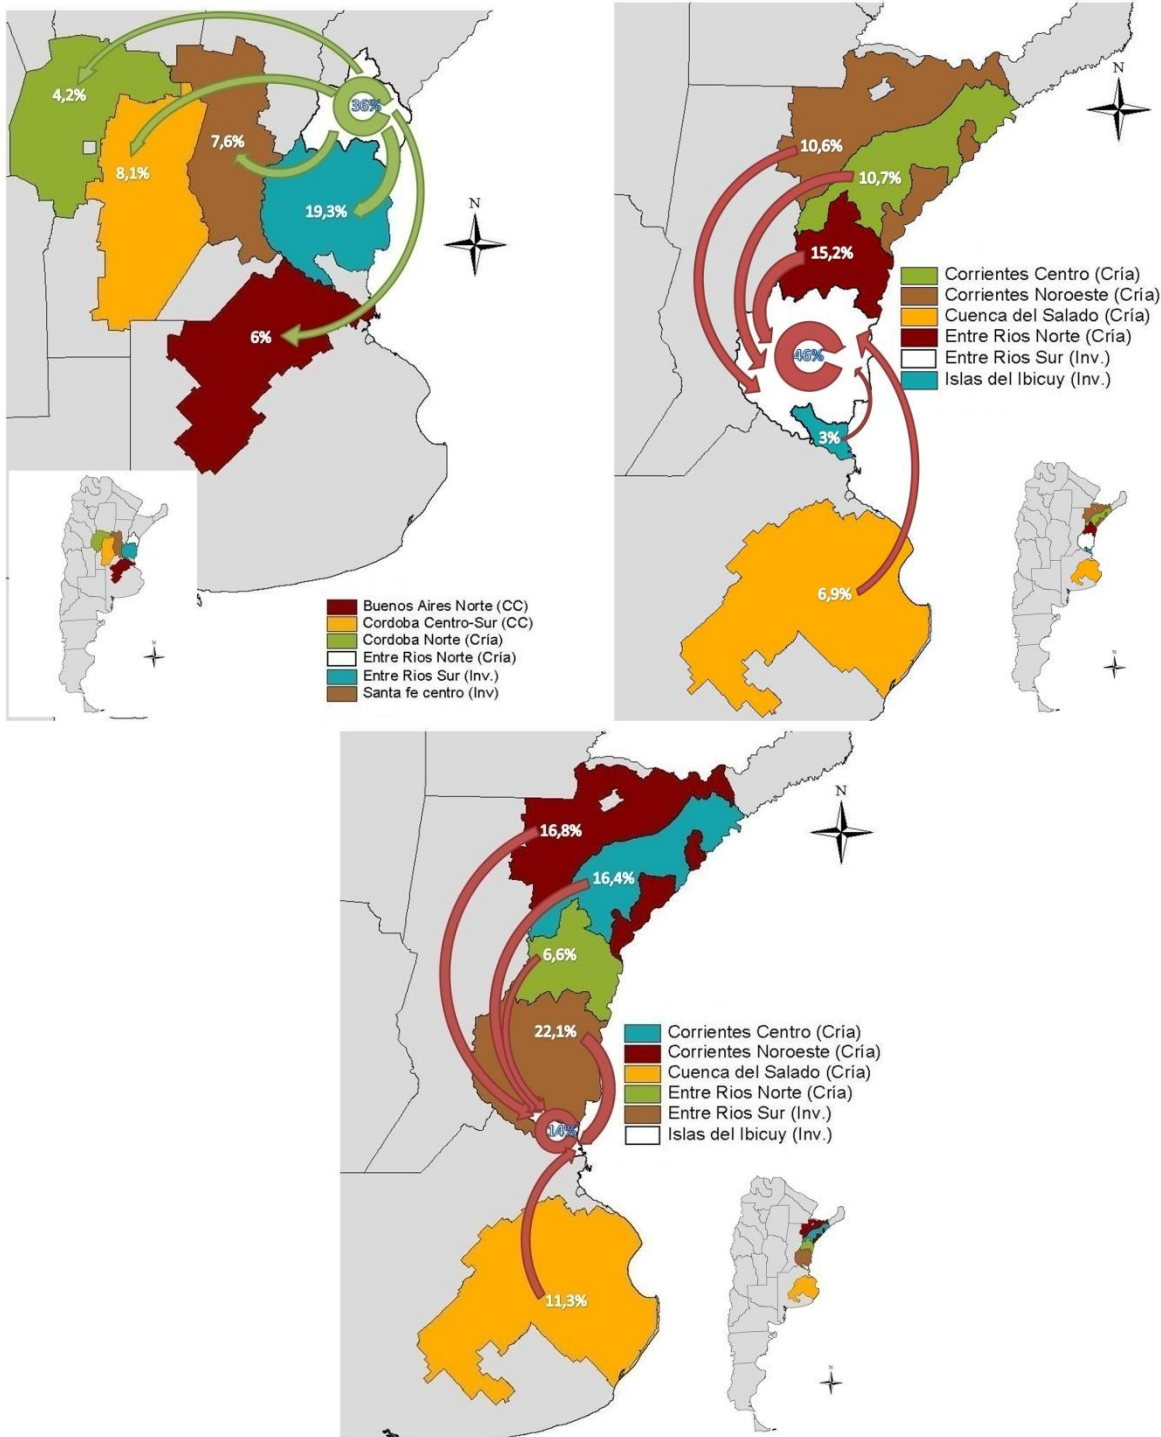 4,2%
36%
7,6%
8,1%
19,3%
6%
N
Buenos Aires Norte (CC)
Cordoba Centro-Sur (CC)
Cordoba Norte (Cría)
Entre Rios Norte (Cría)
Entre Rios Sur (Inv.)
Santa fe centro (Inv)
N
N
10,6%
10,7%
15,2%
46%
3%
6,9%
Corrientes Centro (Cría)
Corrientes Noroeste (Cría)
Cuenca del Salado (Cría)
Entre Rios Norte (Cría)
Entre Rios Sur (Inv.)
Islas del Ibicuy (Inv.)
N
N
16,8%
16,4%
6,6%
22,1%
14%
11,3%
Corrientes Centro (Cría)
Corrientes Noroeste (Cría)
Cuenca del Salado (Cría)
Entre Rios Norte (Cría)
Entre Rios Sur (Inv.)
Islas del Ibicuy (Inv.)
N